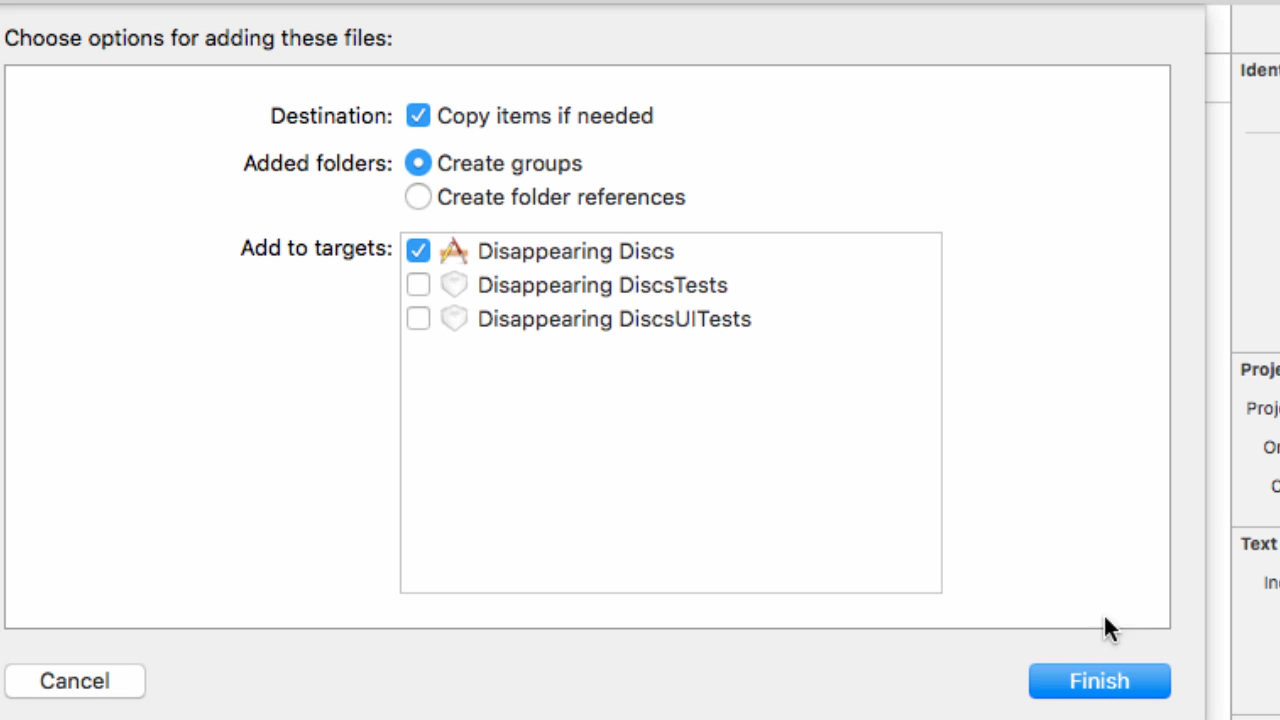 Choose options for adding these files:
Destination: Copy items if needed
Added folders: Create groups
Create folder references
Add to targets: Disappearing Discs
Disappearing DiscsTests
Disappearing DiscsUITests
Cancel
Finish
Text